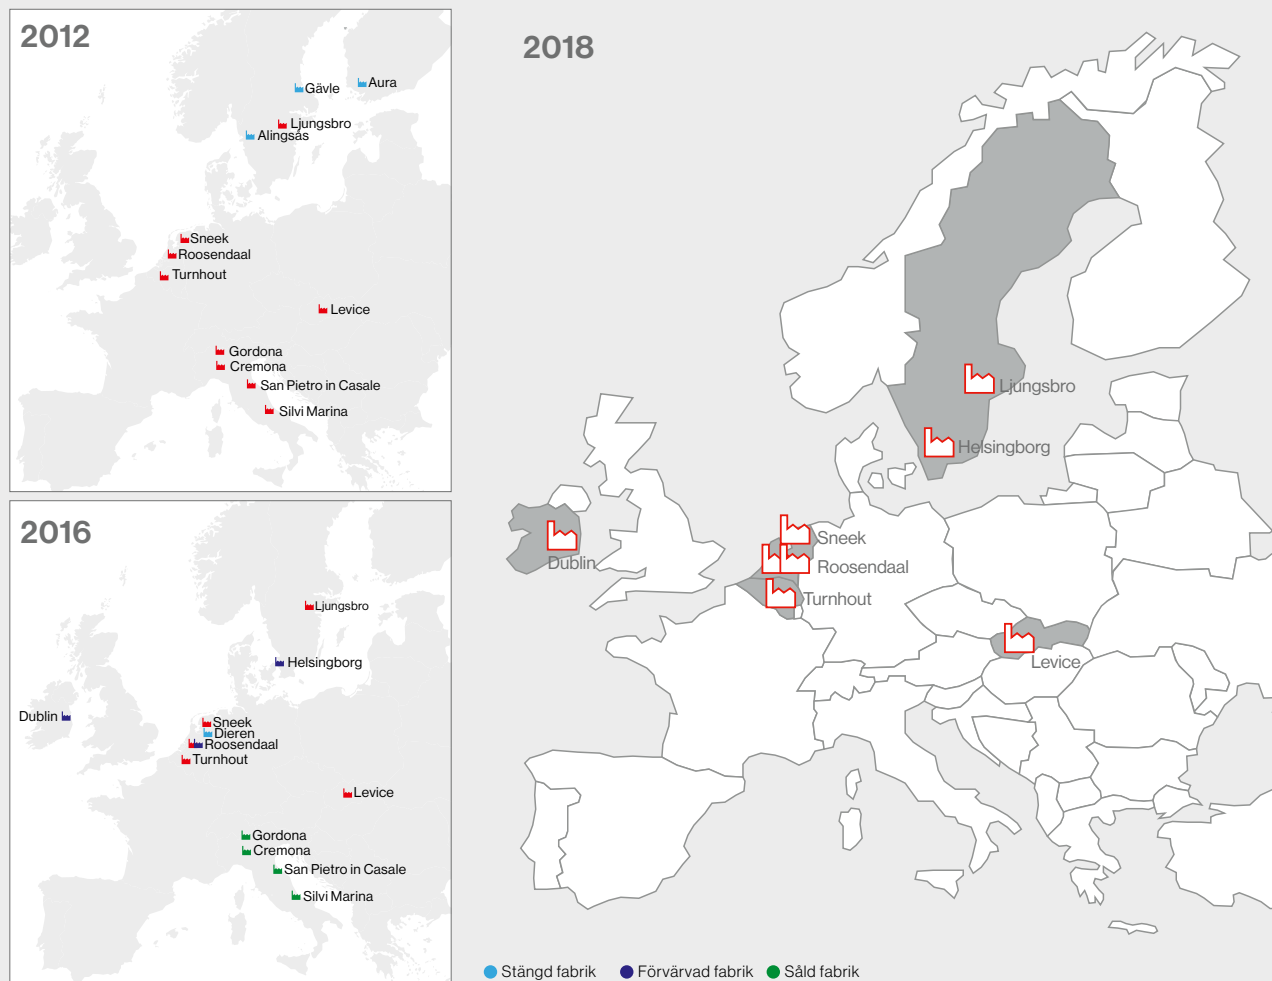 2012
Gävle
Aura
Ljungsbro
Alingsås
Sneek
Roosendaal
Turnhout
Levice
Gordona
Cremona
San Pietro in Casale
Silvi Marina
2016
Ljungsbro
Helsingborg
Dublin
Sneek
Dieren
Roosendaal
Turnhout
Levice
Gordona
Cremona
San Pietro in Casale
Silvi Marina
2018
Ljungsbro
Helsingborg
Dublin
Sneek
Roosendaal
Turnhout
Levice
Stängd fabrik Förvärvad fabrik Såld fabrik